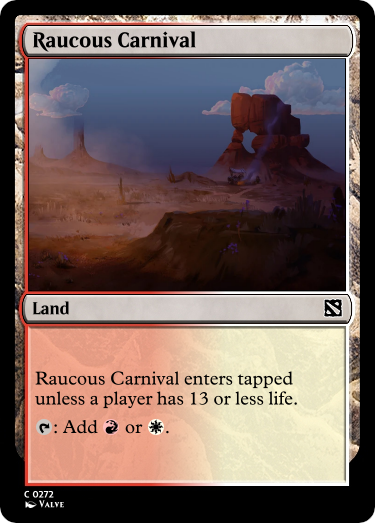 Raucous Carnival
Land
Raucous Carnival enters tapped
unless a player has 13 or less life.
: Add or .
C 0272
Valve